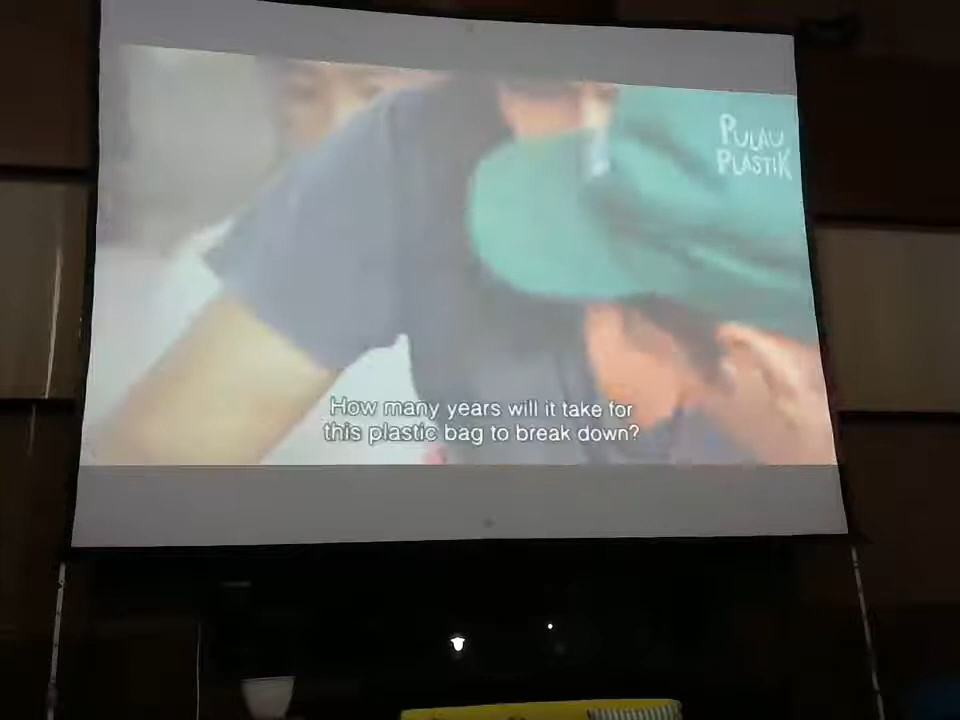 PULAU
PLASTIK
How many years will it take for
this plastic bag to break down?